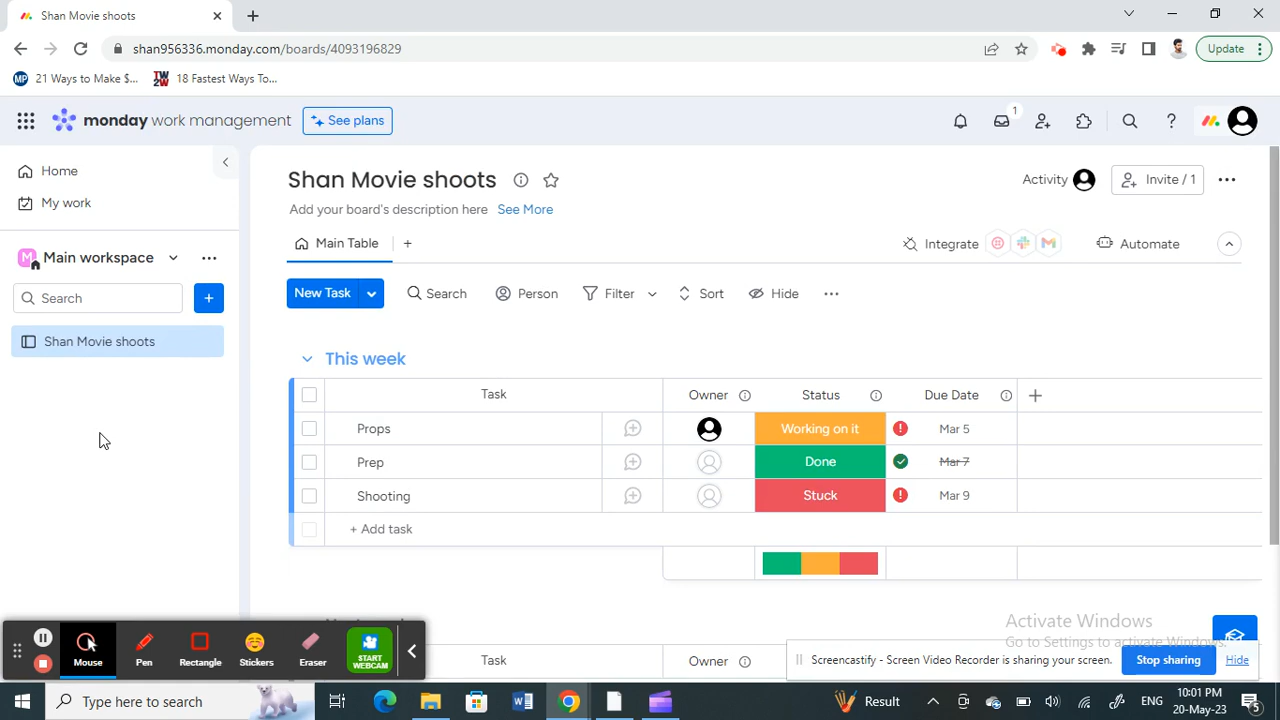 Shan Movie shoots
shan956336.monday.com/boards/4093196829
Update
MP 21 Ways to Make $...
TW 2W 18 Fastest Ways To...
monday work management
See plans
1
Home
My work
M Main workspace
Search
Shan Movie shoots
Shan Movie shoots
Activity
Invite / 1
Add your board's description here See More
Main Table
Integrate
Automate
New Task
Search
Person
Filter
Sort
Hide
This week
Task Owner Status Due Date
Props Working on it Mar 5
Prep Done Mar 7
Shooting Stuck Mar 9
+ Add task
Task Owner
Mouse
Pen
Rectangle
Stickers
Eraser
START WEBCAM
Activate Windows
Go to Settings to activate Windows.
Screencastify - Screen Video Recorder is sharing your screen.
Stop sharing
Hide
Type here to search
Result
ENG
10:01 PM
20-May-23
5